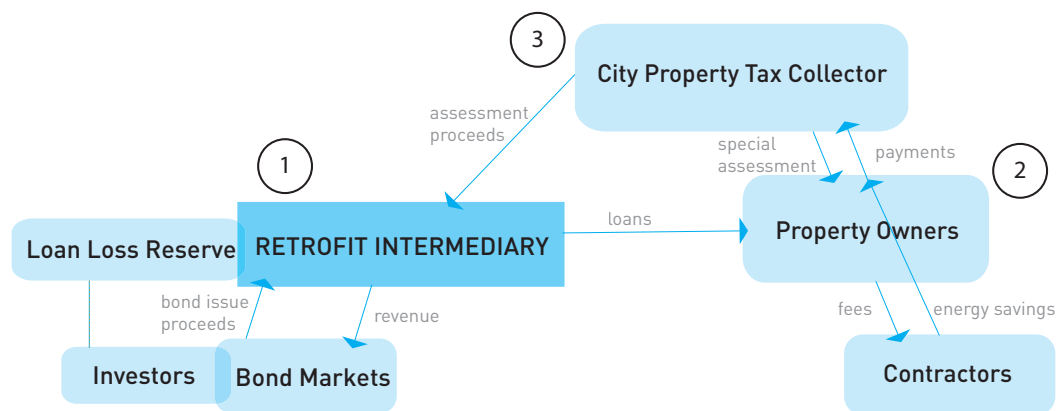 3
City Property Tax Collector
assessment
proceeds
special
assessment
payments
1
2
Loan Loss Reserve
RETROFIT INTERMEDIARY
loans
Property Owners
bond issue
proceeds
revenue
fees
energy savings
Investors
Bond Markets
Contractors